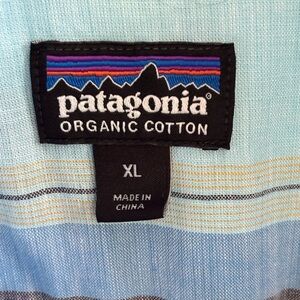 patagonia®
ORGANIC COTTON
XL
MADE IN
CHINA